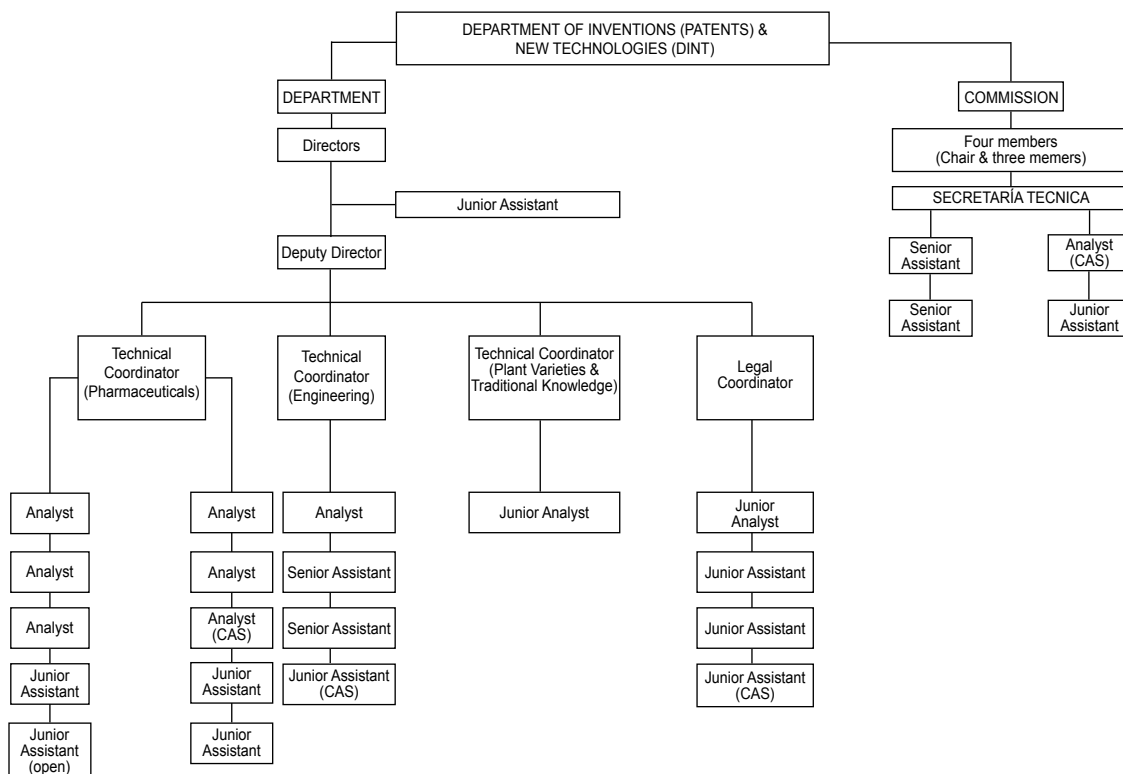 DEPARTMENT OF INVENTIONS (PATENTS) &
NEW TECHNOLOGIES (DINT)
DEPARTMENT
COMMISSION
Directors
Four members
(Chair & three memers)
Junior Assistant
SECRETARÍA TECNICA
Deputy Director
Senior
Assistant
Analyst
(CAS)
Senior
Assistant
Junior
Assistant
Technical
Coordinator
(Pharmaceuticals)
Technical
Coordinator
(Engineering)
Technical Coordinator
(Plant Varieties &
Traditional Knowledge)
Legal
Coordinator
Analyst
Analyst
Analyst
Junior Analyst
Junior
Analyst
Analyst
Analyst
Senior Assistant
Junior Assistant
Analyst
Analyst
(CAS)
Senior Assistant
Junior Assistant
Junior
Assistant
Junior
Assistant
Junior Assistant
(CAS)
Junior Assistant
(CAS)
Junior
Assistant
(open)
Junior
Assistant